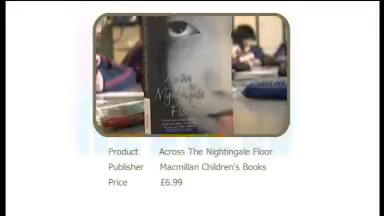 Across
the
Nightingale
Floor
Product Across The Nightingale Floor
Publisher Macmillan Children's Books
Price £6.99